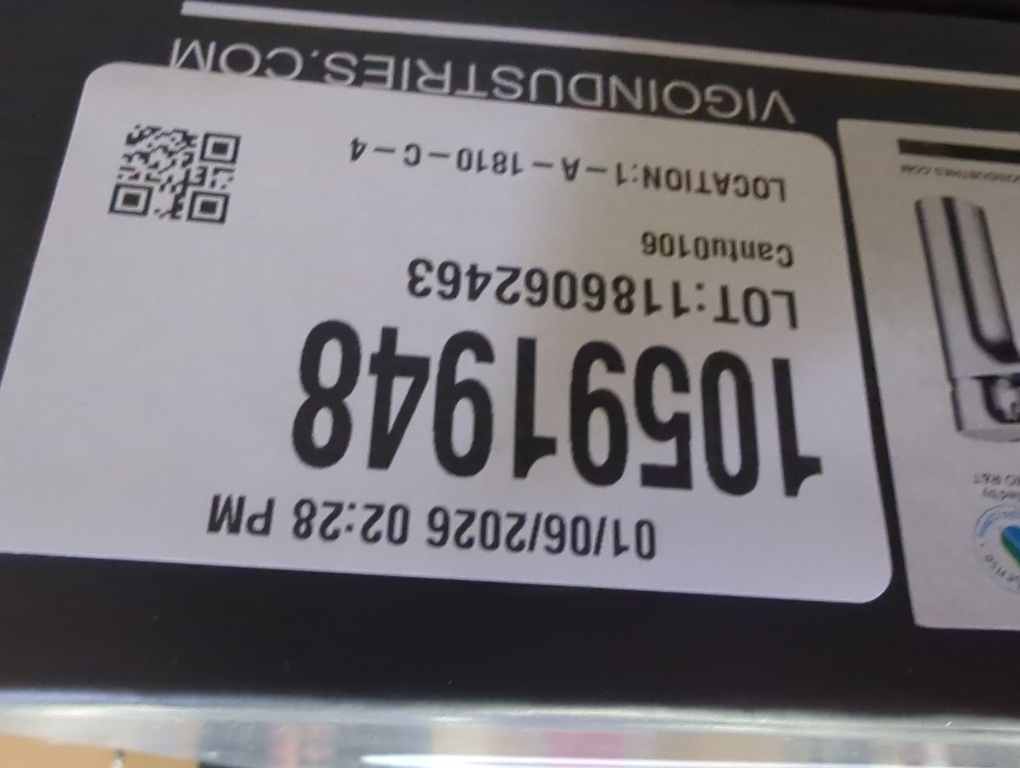 01/06/2026 02:28 PM
10591948
LOT:1186062463
Cantu0106
LOCATION:1-A-1810-C-4
VIGOINDUSTRIES.COM